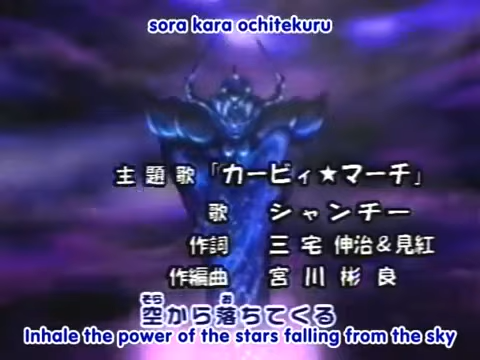 sora kara ochitekuru
主題歌「カービィ★マーチ」
歌 シャンチー
作詞 三宅 伸治&見紅
作編曲 宮川 彬良
そら お
空から落ちてくる
Inhale the power of the stars falling from the sky